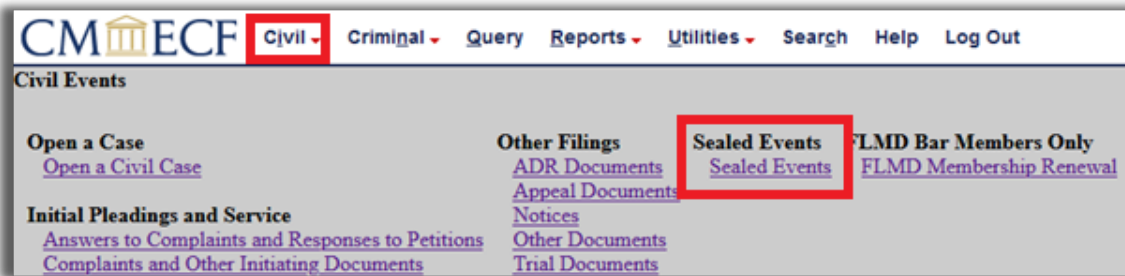 CM ECF Civil Criminal Query Reports Utilities Search Help Log Out
Civil Events
Open a Case
Open a Civil Case
Initial Pleadings and Service
Answers to Complaints and Responses to Petitions
Complaints and Other Initiating Documents
Other Filings
ADR Documents
Appeal Documents
Notices
Other Documents
Trial Documents
Sealed Events
Sealed Events
FLMD Bar Members Only
FLMD Membership Renewal